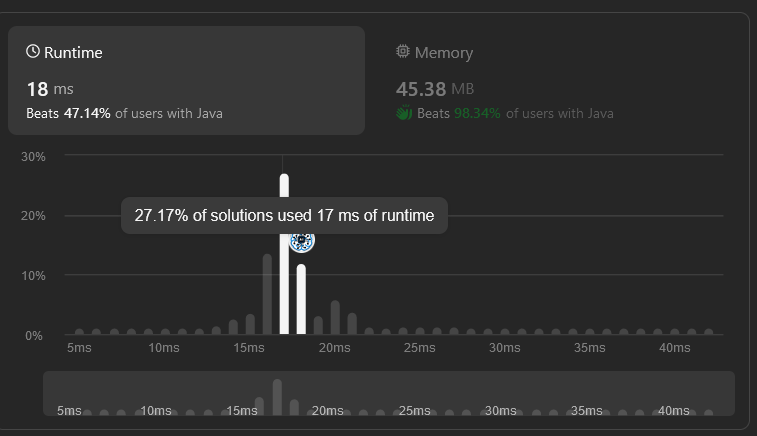 Runtime
18 ms
Beats 47.14% of users with Java
Memory
45.38 MB
Beats 98.34% of users with Java
30%
27.17% of solutions used 17 ms of runtime
20%
10%
0%
5ms 10ms 15ms 20ms 25ms 30ms 35ms 40ms
5ms 10ms 15ms 20ms 25ms 30ms 35ms 40ms